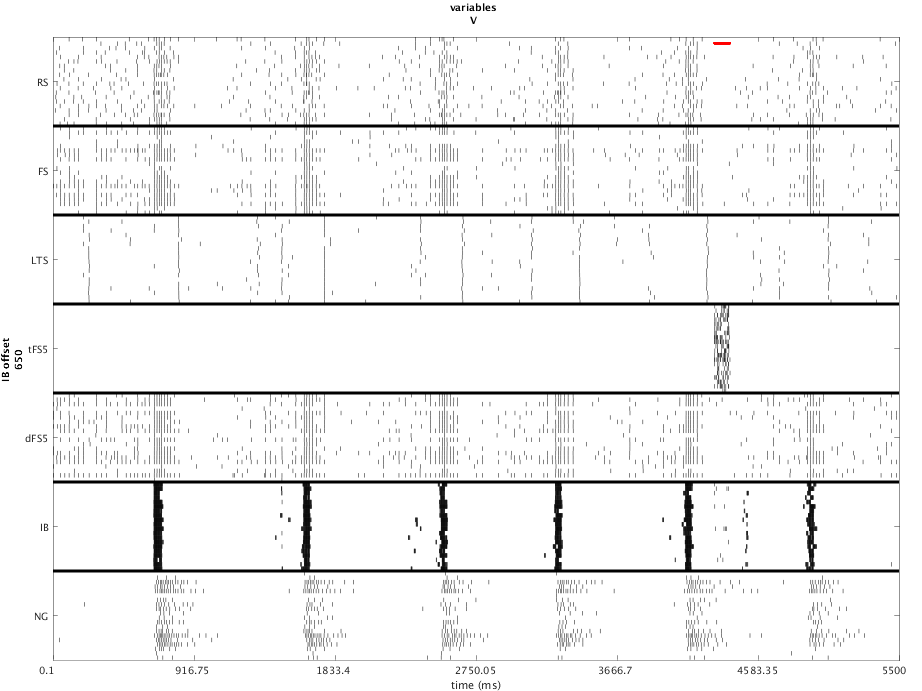 variables
V
RS
FS
LTS
tFS5
dFS5
IB
NG
IB offset
650
0.1
916.75
1833.4
2750.05
3666.7
4583.35
5500
time (ms)